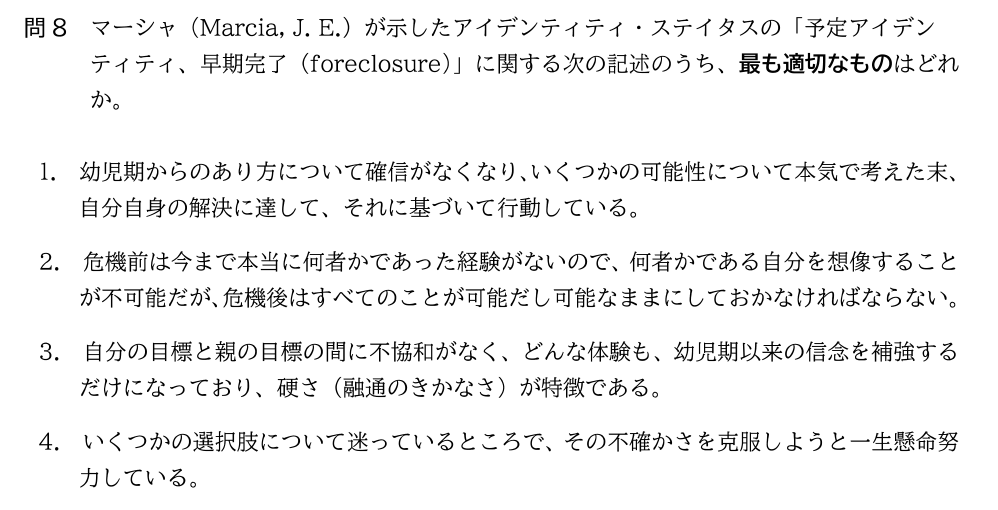 問８ マーシャ（Marcia, J. E.）が示したアイデンティティ・ステイタスの「予定アイデン
ティティ、早期完了（foreclosure）」に関する次の記述のうち、最も適切なものはどれ
か。
1． 幼児期からのあり方について確信がなくなり、いくつかの可能性について本気で考えた末、
自分自身の解決に達して、それに基づいて行動している。
2． 危機前は今まで本当に何者かであった経験がないので、何者かである自分を想像すること
が不可能だが、危機後はすべてのことが可能だし可能なままにしておかなければならない。
3． 自分の目標と親の目標の間に不協和がなく、どんな体験も、幼児期以来の信念を補強する
だけになっており、硬さ（融通のきかなさ）が特徴である。
4． いくつかの選択肢について迷っているところで、その不確かさを克服しようと一生懸命努
力している。